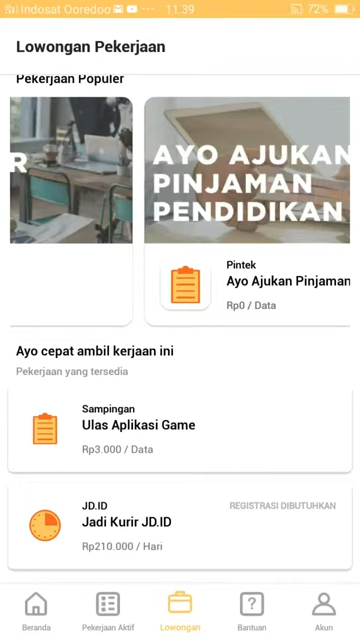 Indosat Ooredoo
11.39
72%
Lowongan Pekerjaan
Pekerjaan Populer
R
AYO AJUKAN
PINJAMAN
PENDIDIKAN
Pintek
Ayo Ajukan Pinjaman
Rp0 / Data
Ayo cepat ambil kerjaan ini
Pekerjaan yang tersedia
Sampingan
Ulas Aplikasi Game
Rp3.000 / Data
JD.ID
REGISTRASI DIBUTUHKAN
Jadi Kurir JD.ID
Rp210.000 / Hari
Beranda
Pekerjaan Aktif
Lowongan
Bantuan
Akun